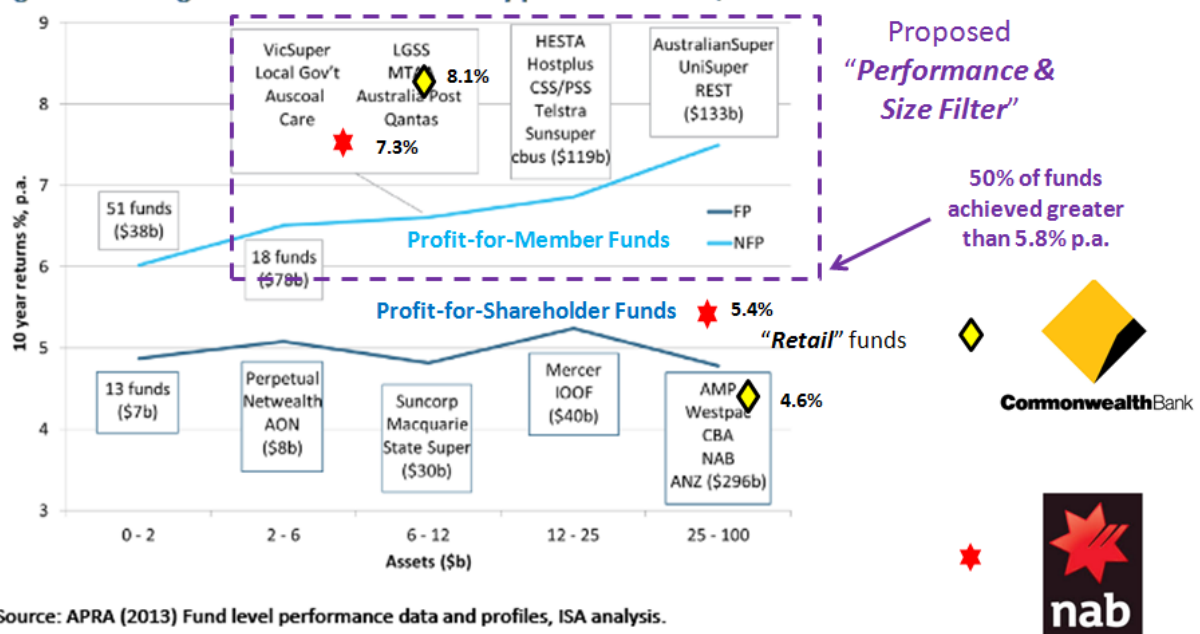 9
8
7
6
5
4
3
10 year returns %, p.a.
VicSuper
Local Gov't
Auscoal
Care
LGSS
Australia Post
Qantas
8.1%
7.3%
HESTA
Hostplus
CSS/PSS
Telstra
Sunsuper
cbus ($119b)
AustralianSuper
UniSuper
REST
($133b)
Proposed
“Performance &
Size Filter”
50% of funds
achieved greater
than 5.8% p.a.
51 funds
($38b)
18 funds
($78b)
FP
NFP
Profit-for-Member Funds
Profit-for-Shareholder Funds
5.4%
“Retail” funds
13 funds
($7b)
Perpetual
Netwealth
AON
($8b)
Suncorp
Macquarie
State Super
($30b)
Mercer
IOOF
($40b)
AMP
Westpac
CBA
NAB
ANZ ($296b)
4.6%
CommonwealthBank
nab
0 - 2
2 - 6
6 - 12
12 - 25
25 - 100
Assets ($b)
Source: APRA (2013) Fund level performance data and profiles, ISA analysis.